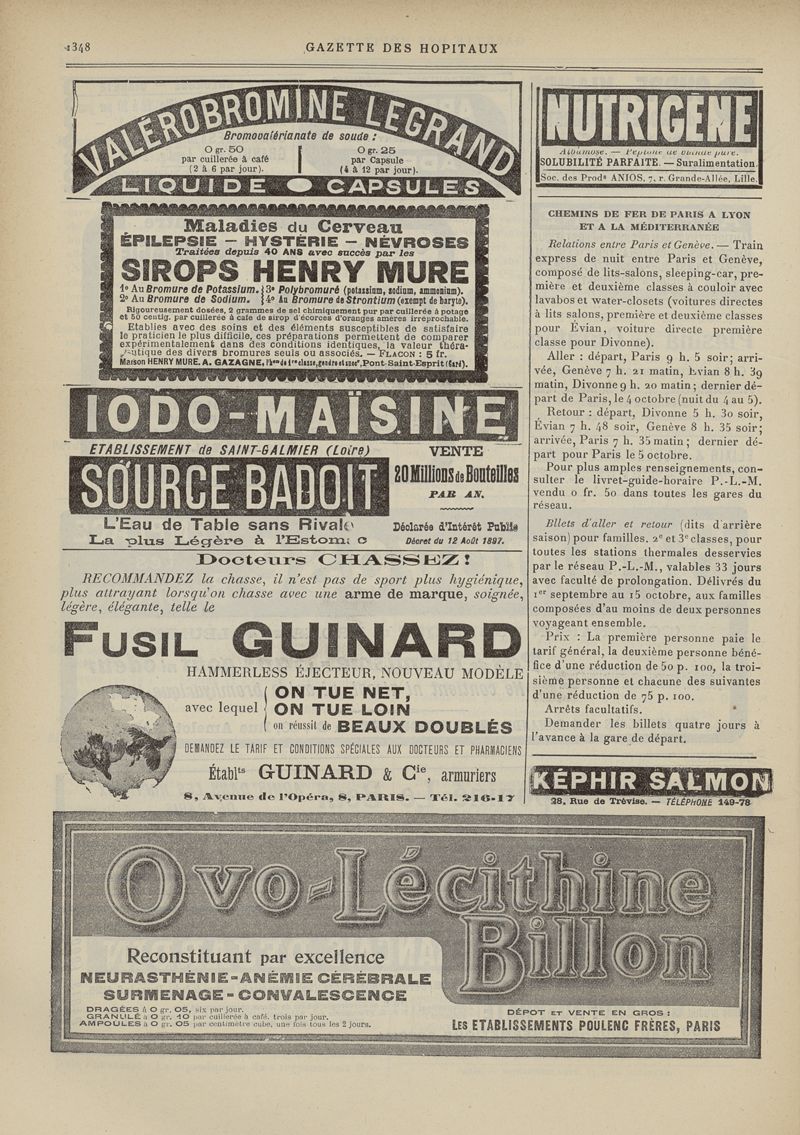 1348
GAZETTE DES HOPITAUX
VALÉROBROMINE LEGRAND
Bromovalérianate de soude :
0 gr. 50
par cuillerée à café
(2 à 6 par jour).
0 gr. 25
par Capsule
(4 à 12 par jour).
LIQUIDE CAPSULES
Maladies du Cerveau
ÉPILEPSIE — HYSTÉRIE — NÉVROSES
Traitées depuis 40 ANS avec succès par les
SIROPS HENRY MURE
1º Au Bromure de Potassium. 3º Polybromuré (potassium, sodium, ammonium).
2º Au Bromure de Sodium. 4º Au Bromure de Strontium (exempt de baryte).
Rigoureusement dosées, 2 grammes de sel chimiquement pur par cuillerée à potage
et 50 centig. par cuillerée à café de sirop d'écorces d'oranges amères irréprochable.
Etablies avec des soins et des éléments susceptibles de satisfaire
le praticien le plus difficile, ces préparations permettent de comparer
expérimentalement dans des conditions identiques, la valeur théra-
peutique des divers bromures seuls ou associés. — FLACON : 5 fr.
Maison HENRY MURE. A. GAZAGNE, Phien de 1re classe, gendre et succr, Pont-Saint-Esprit (Gard).
IODO-MAÏSINE
ETABLISSEMENT de SAINT-GALMIER (Loire)
SOURCE BADOIT
VENTE
20 Millions de Bouteilles
PAR AN.
L'Eau de Table sans Rivale
La plus Légère à l'Estomac
Déclarée d'Intérêt Public
Décret du 12 Août 1897.
Docteurs CHASSEZ!
RECOMMANDEZ la chasse, il n'est pas de sport plus hygiénique,
plus attrayant lorsqu'on chasse avec une arme de marque, soignée,
légère, élégante, telle le
FUSIL GUINARD
HAMMERLESS ÉJECTEUR, NOUVEAU MODÈLE
avec lequel
ON TUE NET,
ON TUE LOIN
on réussit de BEAUX DOUBLÉS
DEMANDEZ LE TARIF ET CONDITIONS SPÉCIALES AUX DOCTEURS ET PHARMACIENS
Établts GUINARD & Cie, armuriers
8, Avenue de l'Opéra, 8, PARIS. — Tél. 216-17
NUTRIGÈNE
Albumose. — Peptone de viande pure.
SOLUBILITÉ PARFAITE. — Suralimentation
Soc. des Prods ANIOS, 7, r. Grande-Allée, Lille
CHEMINS DE FER DE PARIS A LYON
ET A LA MÉDITERRANÉE
Relations entre Paris et Genève. — Train
express de nuit entre Paris et Genève,
composé de lits-salons, sleeping-car, pre-
mière et deuxième classes à couloir avec
lavabos et water-closets (voitures directes
à lits salons, première et deuxième classes
pour Évian, voiture directe première
classe pour Divonne).
Aller : départ, Paris 9 h. 5 soir; arri-
vée, Genève 7 h. 21 matin, Évian 8 h. 39
matin, Divonne 9 h. 20 matin; dernier dé-
part de Paris, le 4 octobre (nuit du 4 au 5).
Retour : départ, Divonne 5 h. 30 soir,
Évian 7 h. 48 soir, Genève 8 h. 35 soir;
arrivée, Paris 7 h. 35 matin; dernier dé-
part pour Paris le 5 octobre.
Pour plus amples renseignements, con-
sulter le livret-guide-horaire P.-L.-M.
vendu 0 fr. 50 dans toutes les gares du
réseau.
Bllets d'aller et retour (dits d'arrière
saison) pour familles. 2e et 3e classes, pour
toutes les stations thermales desservies
par le réseau P.-L.-M., valables 33 jours
avec faculté de prolongation. Délivrés du
1er septembre au 15 octobre, aux familles
composées d'au moins de deux personnes
voyageant ensemble.
Prix : La première personne paie le
tarif général, la deuxième personne béné-
fice d'une réduction de 50 p. 100, la troi-
sième personne et chacune des suivantes
d'une réduction de 75 p. 100.
Arrêts facultatifs.
Demander les billets quatre jours à
l'avance à la gare de départ.
KÉPHIR SALMON
28, Rue de Trévise. — TÉLÉPHONE 149-78
Ovo-Lécithine
Billon
Reconstituant par excellence
NEURASTHÉNIE-ANÉMIE CÉRÉBRALE
SURMENAGE-CONVALESCENCE
DRAGÉES à 0 gr. 05, six par jour.
GRANULÉ à 0 gr. 10 par cuillerée à café. trois par jour.
AMPOULES à 0 gr. 05 par centimètre cube, une fois tous les 2 jours.
DÉPOT ET VENTE EN GROS :
LES ETABLISSEMENTS POULENC FRÈRES, PARIS